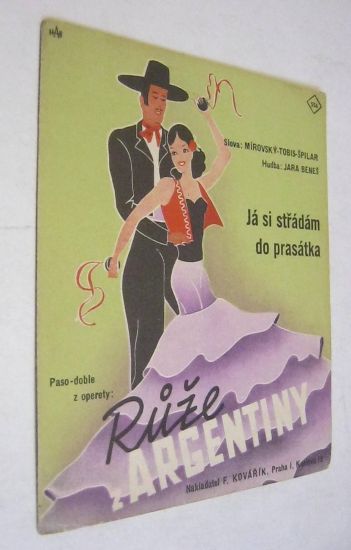 HAB
Slova: MÍROVSKÝ-TOBIS-ŠPILAR
Hudba: JARA BENEŠ
Já si střádám
do prasátka
Paso-doble
z operety:
Růže
z ARGENTINY
Nakladatel F. KOVÁŘÍK, Praha I,